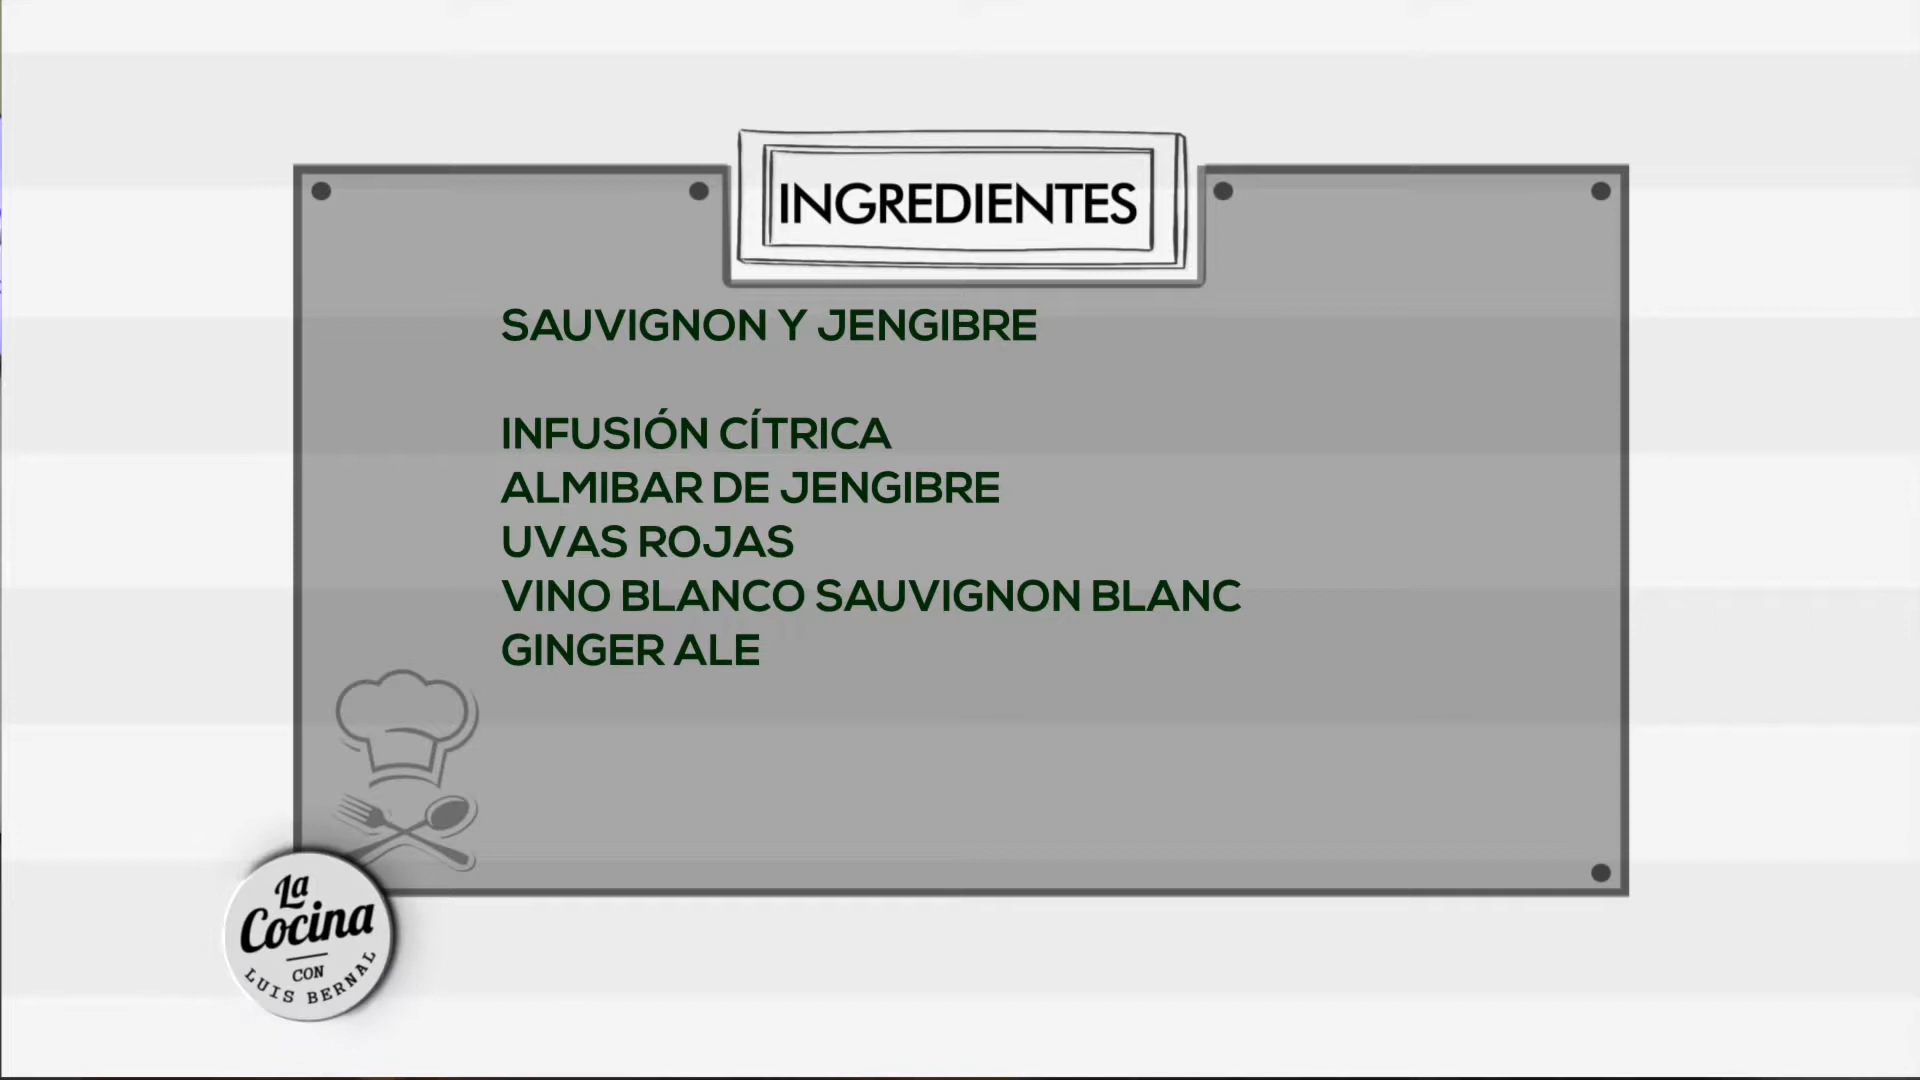 INGREDIENTES
SAUVIGNON Y JENGIBRE
INFUSIÓN CÍTRICA
ALMIBAR DE JENGIBRE
UVAS ROJAS
VINO BLANCO SAUVIGNON BLANC
GINGER ALE
La
Cocina
CON
LUIS BERNAL